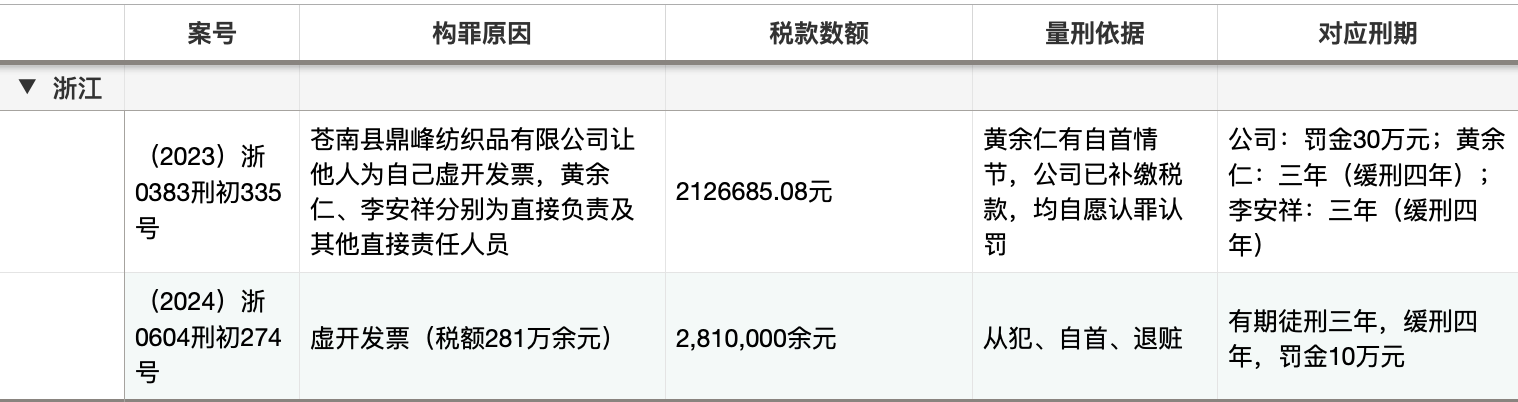 案号 构罪原因 税款数额 量刑依据 对应刑期
▼ 浙江
（2023）浙
0383刑初335
号
苍南县鼎峰纺织品有限公司让
他人为自己虚开发票，黄余
仁、李安祥分别为直接负责及
其他直接责任人员
2126685.08元
黄余仁有自首情
节，公司已补缴税
款，均自愿认罪认
罚
公司：罚金30万元；黄余
仁：三年（缓刑四年）；
李安祥：三年（缓刑四
年）
（2024）浙
0604刑初274
号
虚开发票（税额281万余元）
2,810,000余元
从犯、自首、退赃
有期徒刑三年，缓刑四
年，罚金10万元